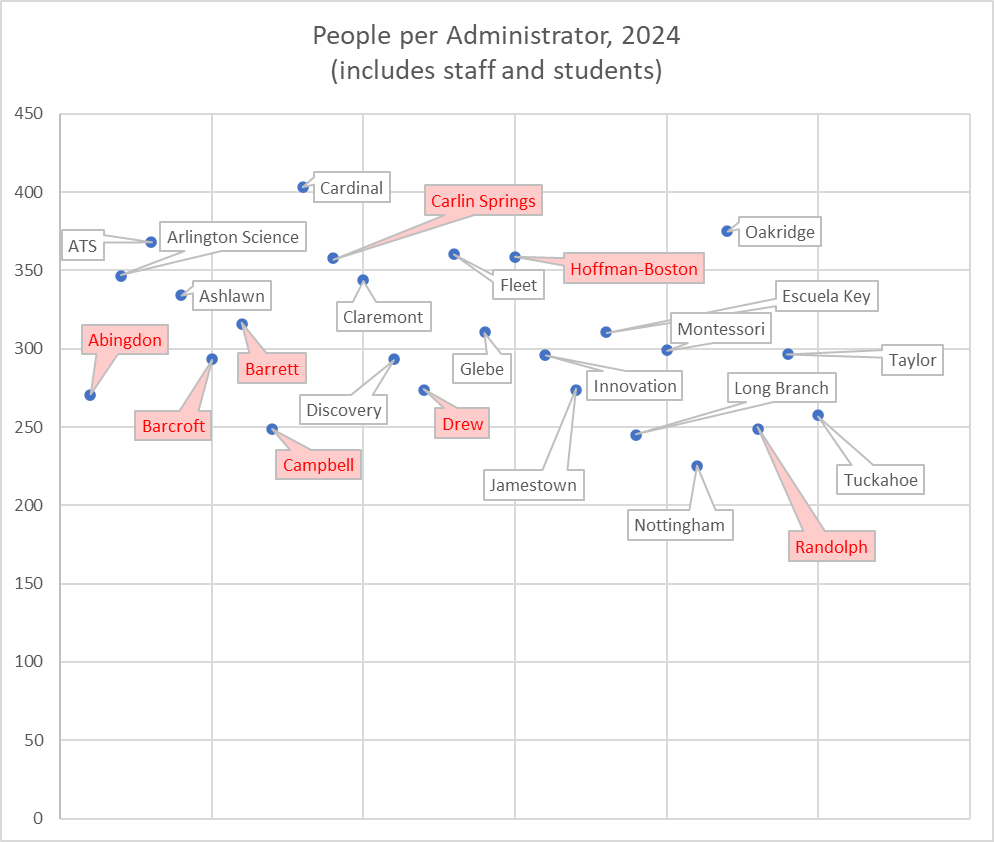 People per Administrator, 2024
(includes staff and students)
450
400
350
300
250
200
150
100
50
0
Cardinal
Carlin Springs
ATS
Arlington Science
Oakridge
Hoffman-Boston
Fleet
Ashlawn
Escuela Key
Claremont
Montessori
Abingdon
Barrett
Glebe
Taylor
Innovation
Long Branch
Discovery
Barcroft
Drew
Campbell
Jamestown
Tuckahoe
Nottingham
Randolph